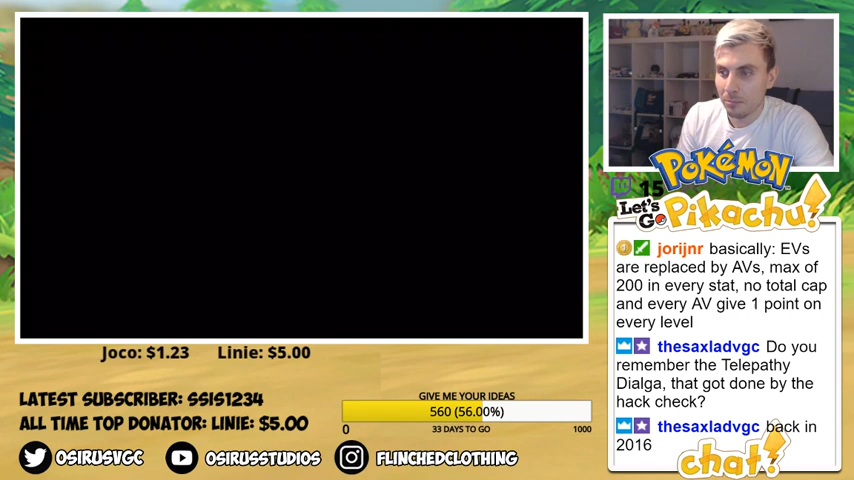 POKÉMON
15
Let's Go Pikachu!
jorijnr basically: EVs
are replaced by AVs, max of
200 in every stat, no total cap
and every AV give 1 point on
every level
thesaxladvgc Do you
remember the Telepathy
Dialga, that got done by the
hack check?
thesaxladvgc back in
2016
chat!
Joco: $1.23 Linie: $5.00
LATEST SUBSCRIBER: SSIS1234
ALL TIME TOP DONATOR: LINIE: $5.00
GIVE ME YOUR IDEAS
560 (56.00%)
0 33 DAYS TO GO 1000
OSIRUSVGC OSIRUSSTUDIOS FLINCHEDCLOTHING